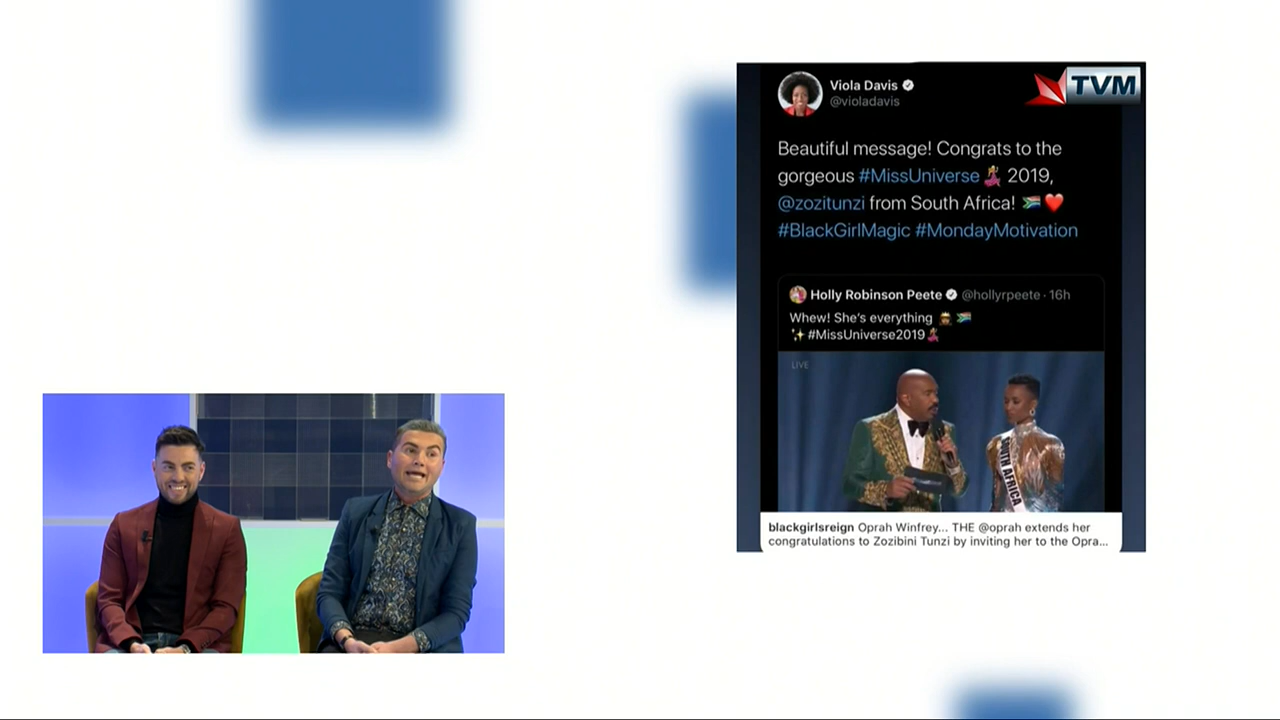 TVM
Viola Davis
@violadavis
Beautiful message! Congrats to the
gorgeous #MissUniverse 💃🏾 2019,
@zozitunzi from South Africa! 🇿🇦❤️
#BlackGirlMagic #MondayMotivation
Holly Robinson Peete @hollyrpeete · 16h
Whew! She's everything 👸🏾 🇿🇦
✨ #MissUniverse2019 💃🏾
LIVE
SOUTH AFRICA
blackgirlsreign Oprah Winfrey... THE @oprah extends her
congratulations to Zozibini Tunzi by inviting her to the Opra...